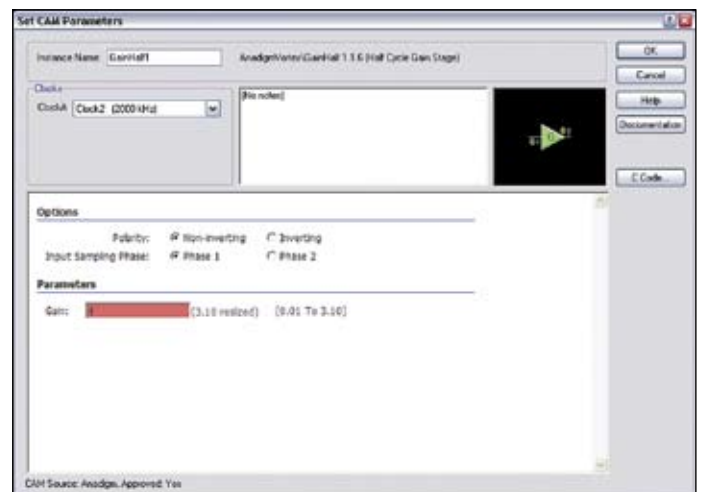 Set CAM Parameters
Instance Name: GainHalf1
AnadigmVortex\GainHalf 1.1.6 (Half Cycle Gain Stage)
OK
Cancel
Help
Documentation
C Code...
Clocks
ClockA Clock2 (2000 kHz)
[No notes]
Options
Polarity: Non-inverting Inverting
Input Sampling Phase: Phase 1 Phase 2
Parameters
Gain: (3.10 resized) [0.01 To 3.10]
CAM Source: Anadigm, Approved: Yes